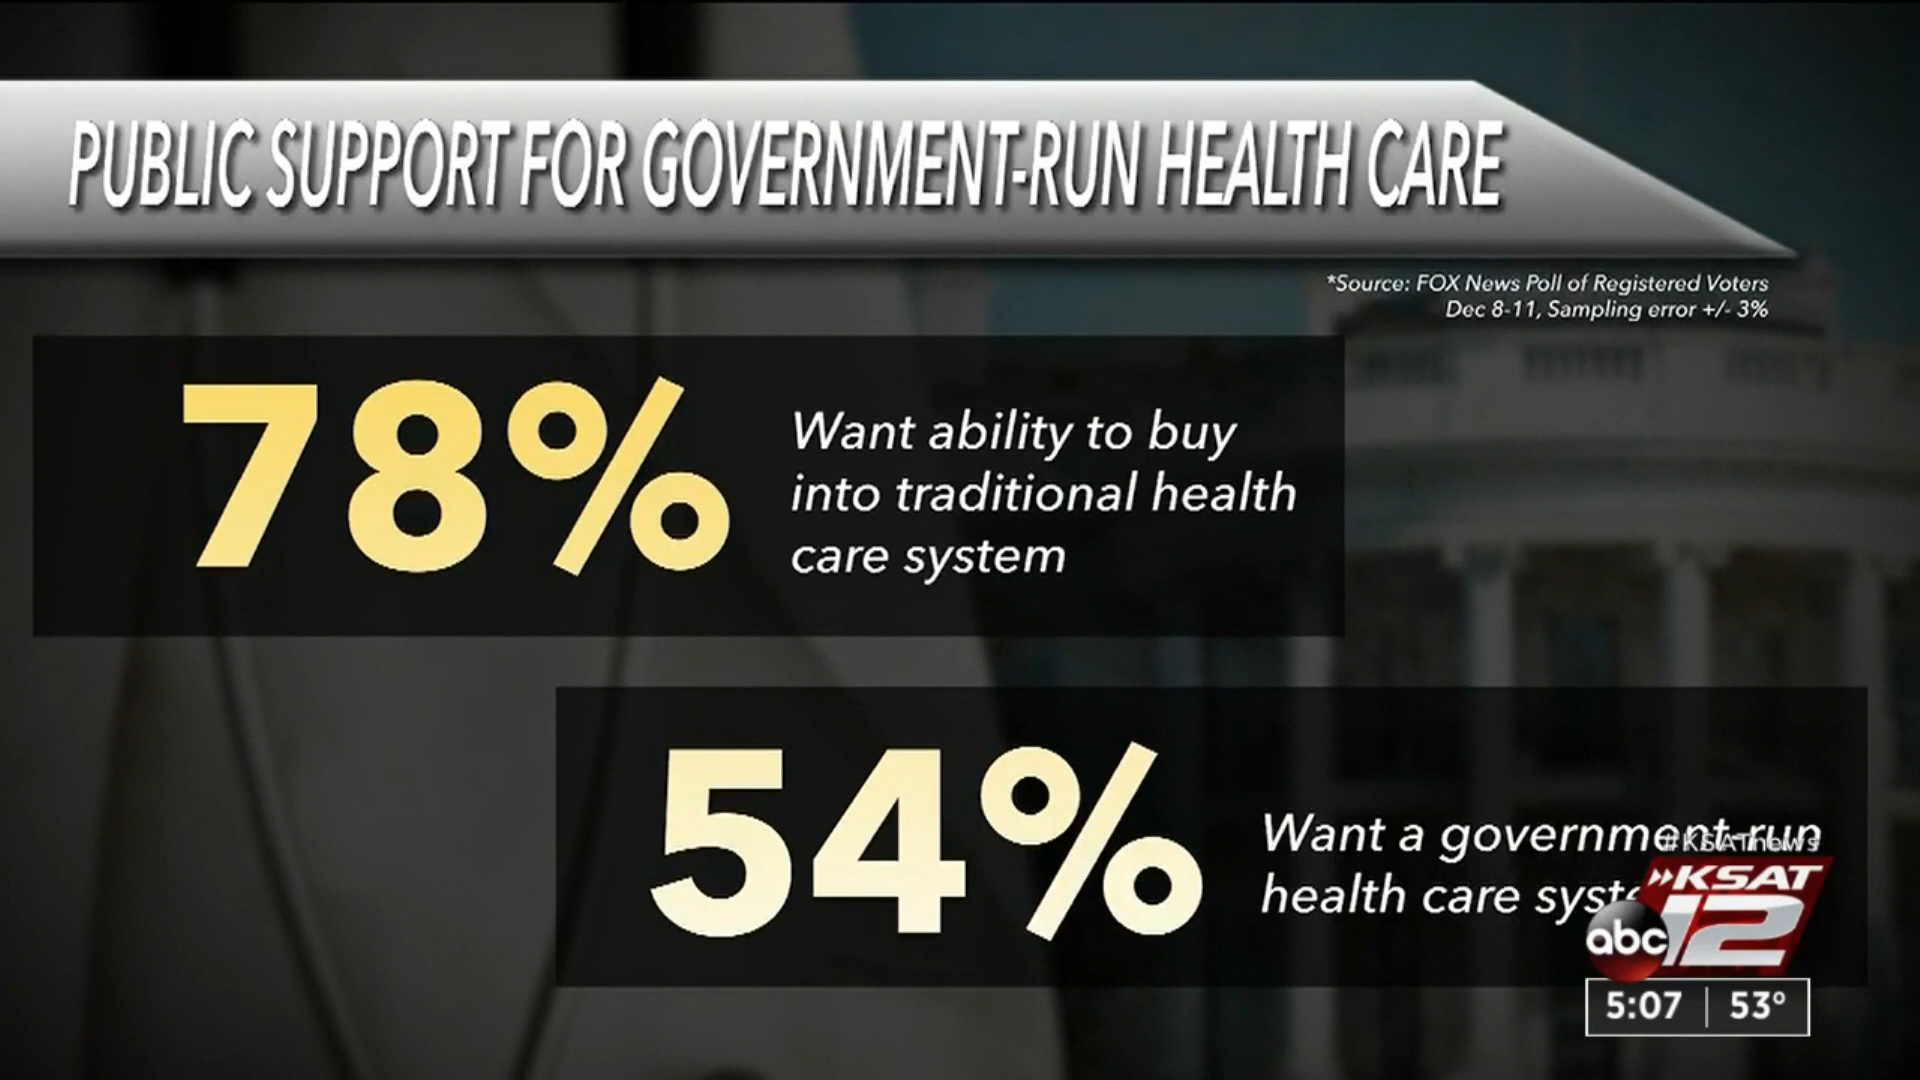 PUBLIC SUPPORT FOR GOVERNMENT-RUN HEALTH CARE
*Source: FOX News Poll of Registered Voters
Dec 8-11, Sampling error +/- 3%
78%
Want ability to buy
into traditional health
care system
54%
Want a government-run
health care
#KSATnews
KSAT
abc 12
5:07 | 53°